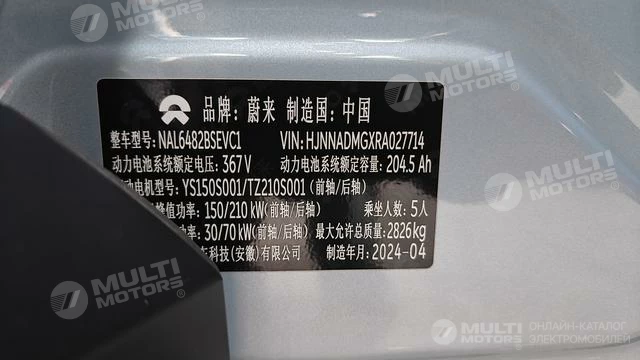 MULTI
MOTORS®
MULTI
MOTORS®
品牌: 蔚来 制造国: 中国
整车型号: NAL6482BSEVC1 VIN: HJNNADMGXRA027714
动力电池系统额定电压: 367V 动力电池系统额定容量: 204.5 Ah
动电机型号: YS150S001/TZ210S001 (前轴/后轴)
峰值功率: 150/210 kW(前轴/后轴) 乘坐人数: 5人
功率: 30/70 kW(前轴/后轴) 最大允许总质量: 2826kg
科技(安徽)有限公司 制造年月: 2024-04
MULTI
MOTORS®
MULTI
MOTORS
ОНЛАЙН-КАТАЛОГ
ЭЛЕКТРОМОБИЛЕЙ